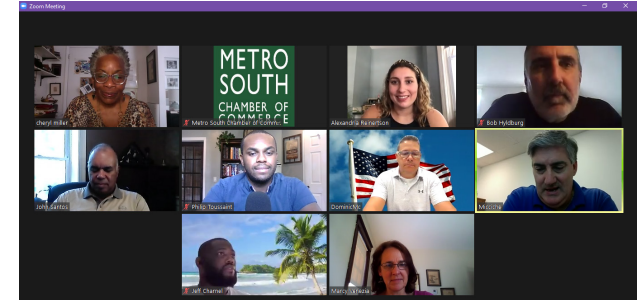 Zoom Meeting
METRO
SOUTH
CHAMBER OF
COMMERCE
cheryl miller
Metro South Chamber of Comm...
Alexandria Reinertson
Bob Hyldburg
John Santos
Philip Toussaint
Jeff Charnel